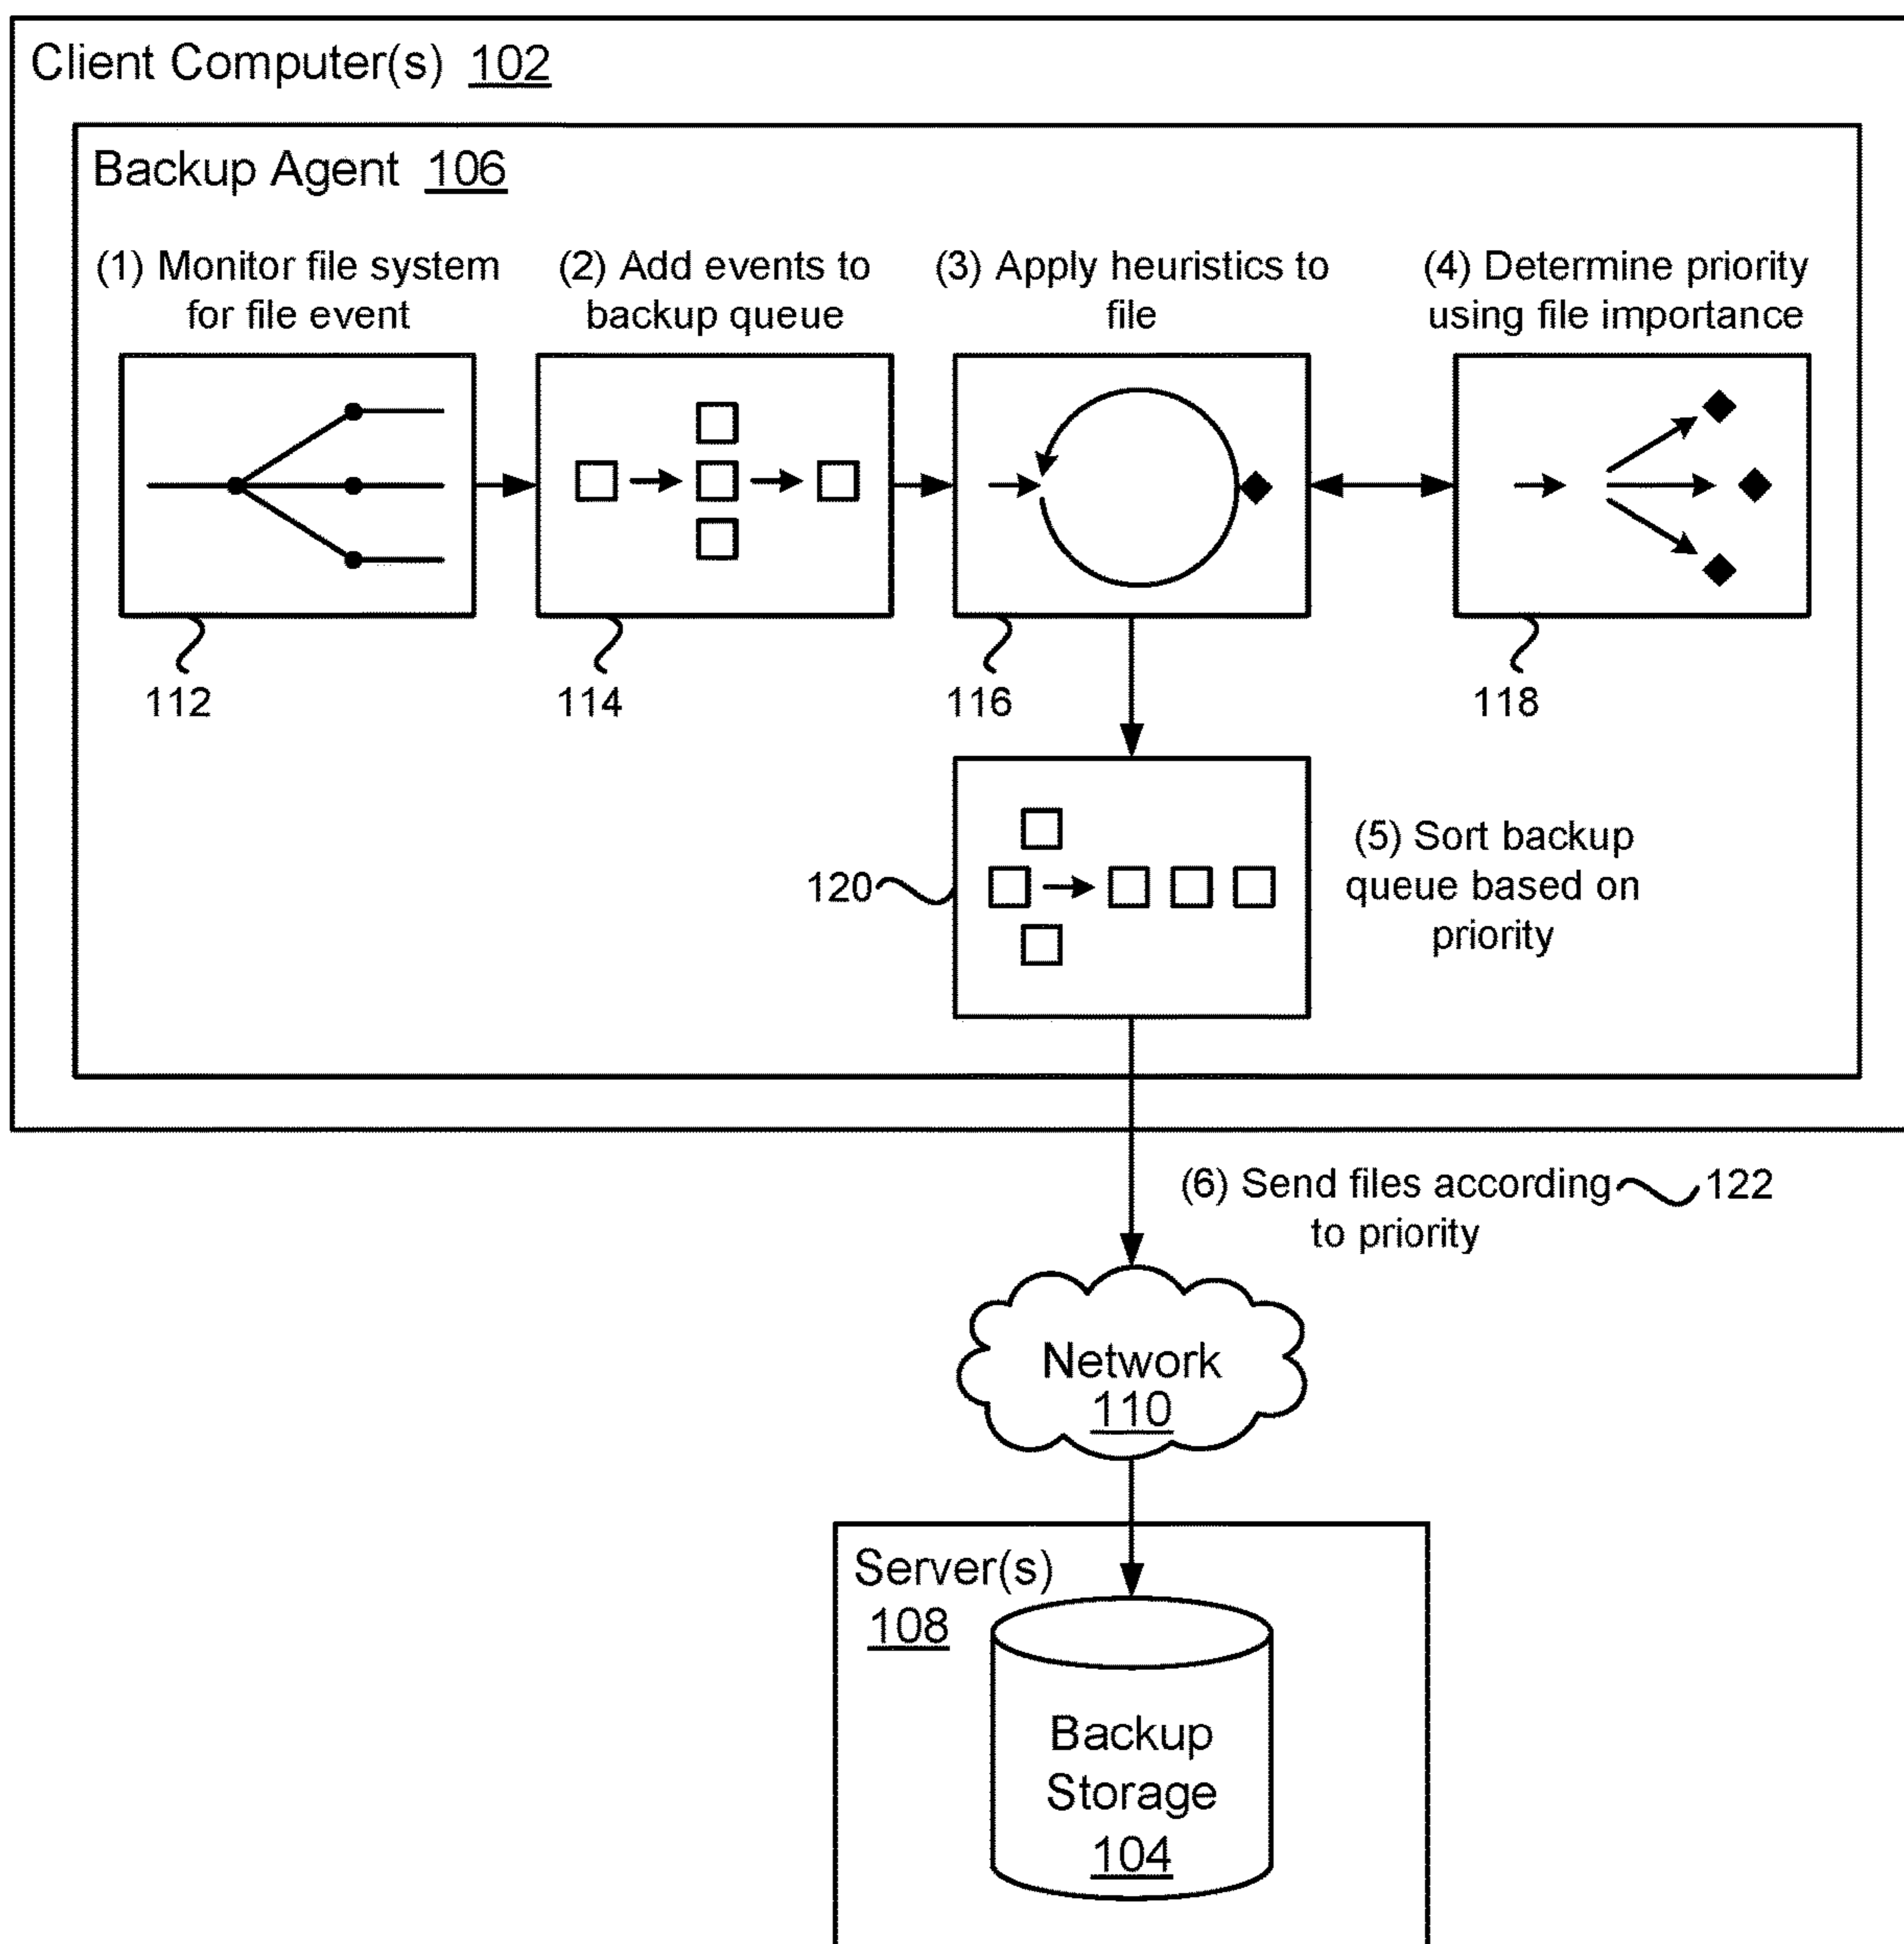 Client Computer(s) 102
Backup Agent 106
(1) Monitor file system
for file event
(2) Add events to
backup queue
(3) Apply heuristics to
file
(4) Determine priority
using file importance
112
114
116
118
120
(5) Sort backup
queue based on
priority
(6) Send files according
to priority
122
Network
110
Server(s)
108
Backup
Storage
104